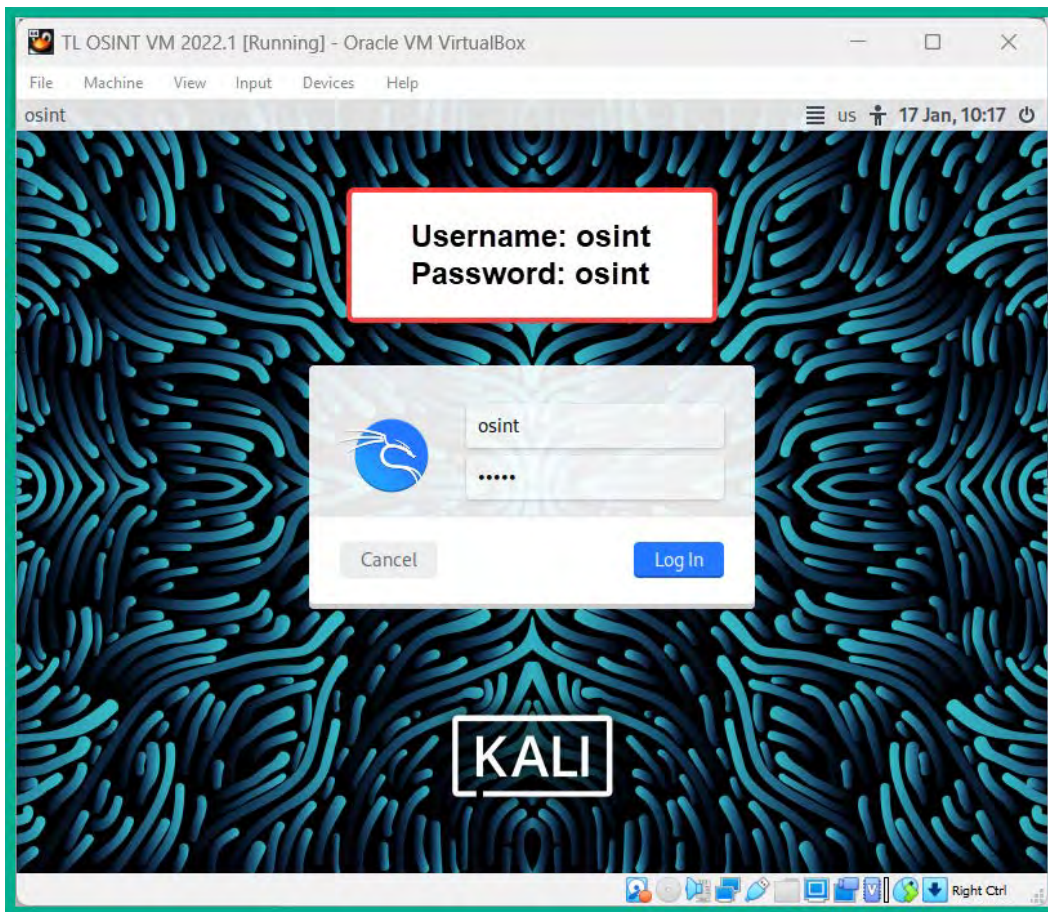 TL OSINT VM 2022.1 [Running] - Oracle VM VirtualBox
File Machine View Input Devices Help
osint us 17 Jan, 10:17
Username: osint
Password: osint
osint
•••••
Cancel Log In
KALI
Right Ctrl